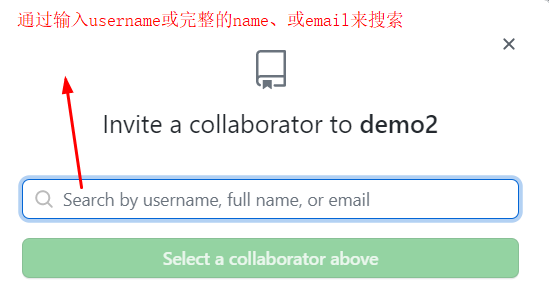 通过输入username或完整的name、或email来搜索
Invite a collaborator to demo2
Search by username, full name, or email
Select a collaborator above